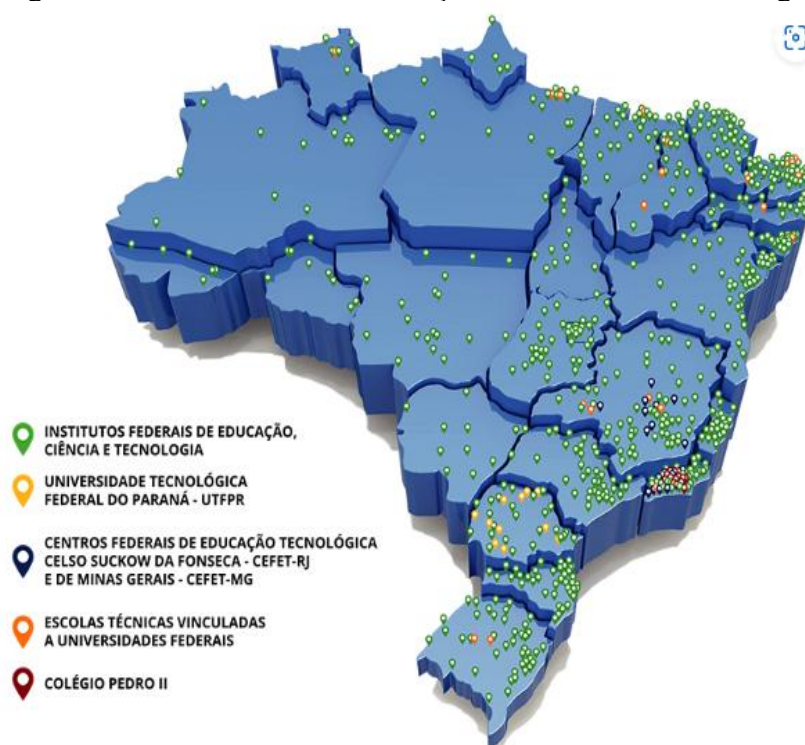 INSTITUTOS FEDERAIS DE EDUCAÇÃO,
CIÊNCIA E TECNOLOGIA
UNIVERSIDADE TECNOLÓGICA
FEDERAL DO PARANÁ - UTFPR
CENTROS FEDERAIS DE EDUCAÇÃO TECNOLÓGICA
CELSO SUCKOW DA FONSECA - CEFET-RJ
E DE MINAS GERAIS - CEFET-MG
ESCOLAS TÉCNICAS VINCULADAS
A UNIVERSIDADES FEDERAIS
COLÉGIO PEDRO II